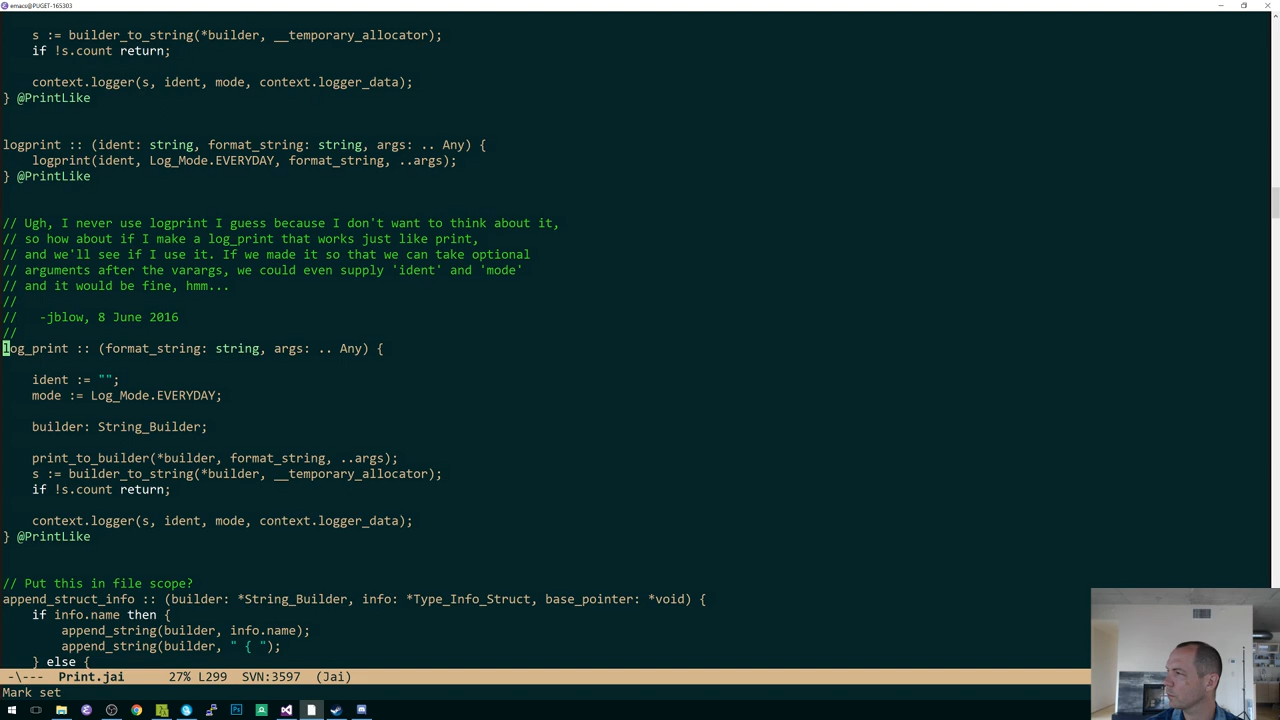 emacs@PUGET-165303
s := builder_to_string(*builder, __temporary_allocator);
if !s.count return;
context.logger(s, ident, mode, context.logger_data);
} @PrintLike
logprint :: (ident: string, format_string: string, args: .. Any) {
logprint(ident, Log_Mode.EVERYDAY, format_string, ..args);
} @PrintLike
// Ugh, I never use logprint I guess because I don't want to think about it,
// so how about if I make a log_print that works just like print,
// and we'll see if I use it. If we made it so that we can take optional
// arguments after the varargs, we could even supply 'ident' and 'mode'
// and it would be fine, hmm...
//
//   -jblow, 8 June 2016
//
log_print :: (format_string: string, args: .. Any) {
ident := "";
mode := Log_Mode.EVERYDAY;
builder: String_Builder;
print_to_builder(*builder, format_string, ..args);
s := builder_to_string(*builder, __temporary_allocator);
if !s.count return;
context.logger(s, ident, mode, context.logger_data);
} @PrintLike
// Put this in file scope?
append_struct_info :: (builder: *String_Builder, info: *Type_Info_Struct, base_pointer: *void) {
if info.name then {
append_string(builder, info.name);
append_string(builder, " { ");
} else {
-\--- Print.jai 27% L299 SVN:3597 (Jai)
Mark set